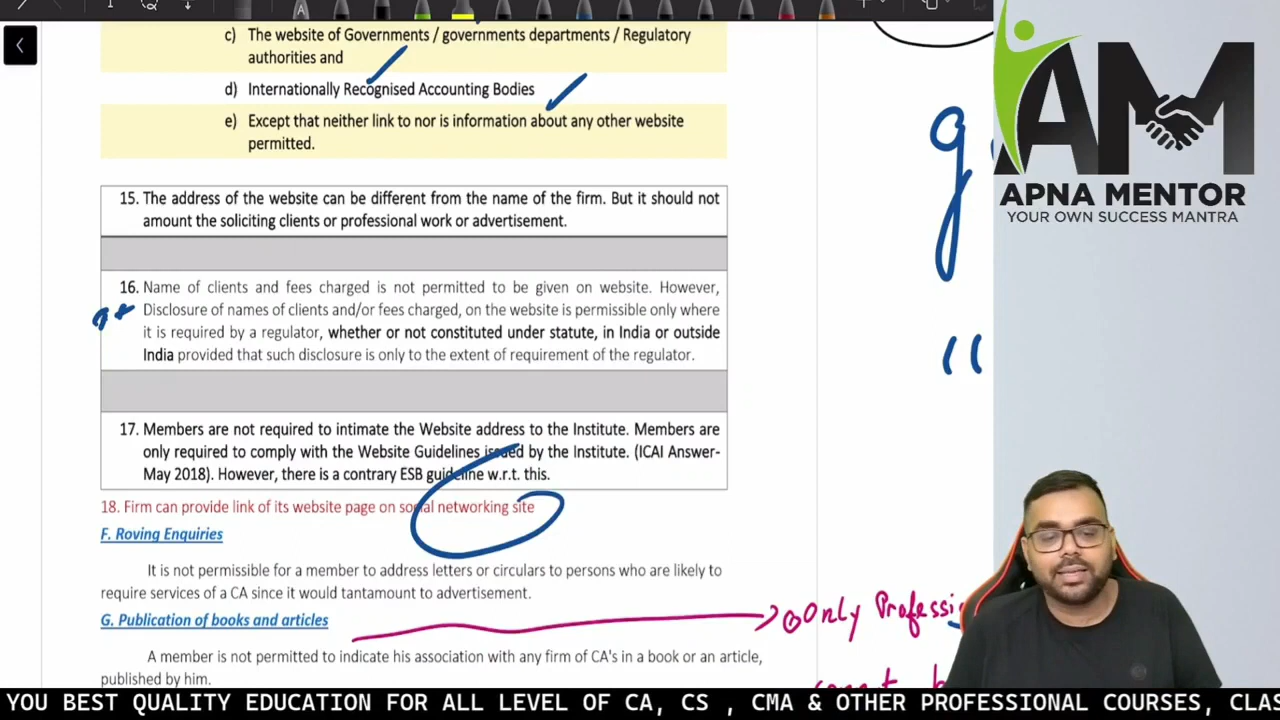 c) The website of Governments / governments departments / Regulatory
authorities and
d) Internationally Recognised Accounting Bodies
e) Except that neither link to nor is information about any other website
permitted.
15. The address of the website can be different from the name of the firm. But it should not
amount the soliciting clients or professional work or advertisement.
16. Name of clients and fees charged is not permitted to be given on website. However,
Disclosure of names of clients and/or fees charged, on the website is permissible only where
it is required by a regulator, whether or not constituted under statute, in India or outside
India provided that such disclosure is only to the extent of requirement of the regulator.
17. Members are not required to intimate the Website address to the Institute. Members are
only required to comply with the Website Guidelines issued by the Institute. (ICAI Answer-
May 2018). However, there is a contrary ESB guideline w.r.t. this.
18. Firm can provide link of its website page on social networking site
F. Roving Enquiries
It is not permissible for a member to address letters or circulars to persons who are likely to
require services of a CA since it would tantamount to advertisement.
G. Publication of books and articles
Only
A member is not permitted to indicate his association with any firm of CA's in a book or an article,
published by him.
AM
APNA MENTOR
YOUR OWN SUCCESS MANTRA
YOU BEST QUALITY EDUCATION FOR ALL LEVEL OF CA, CS , CMA & OTHER PROFESSIONAL COURSES, CLAS